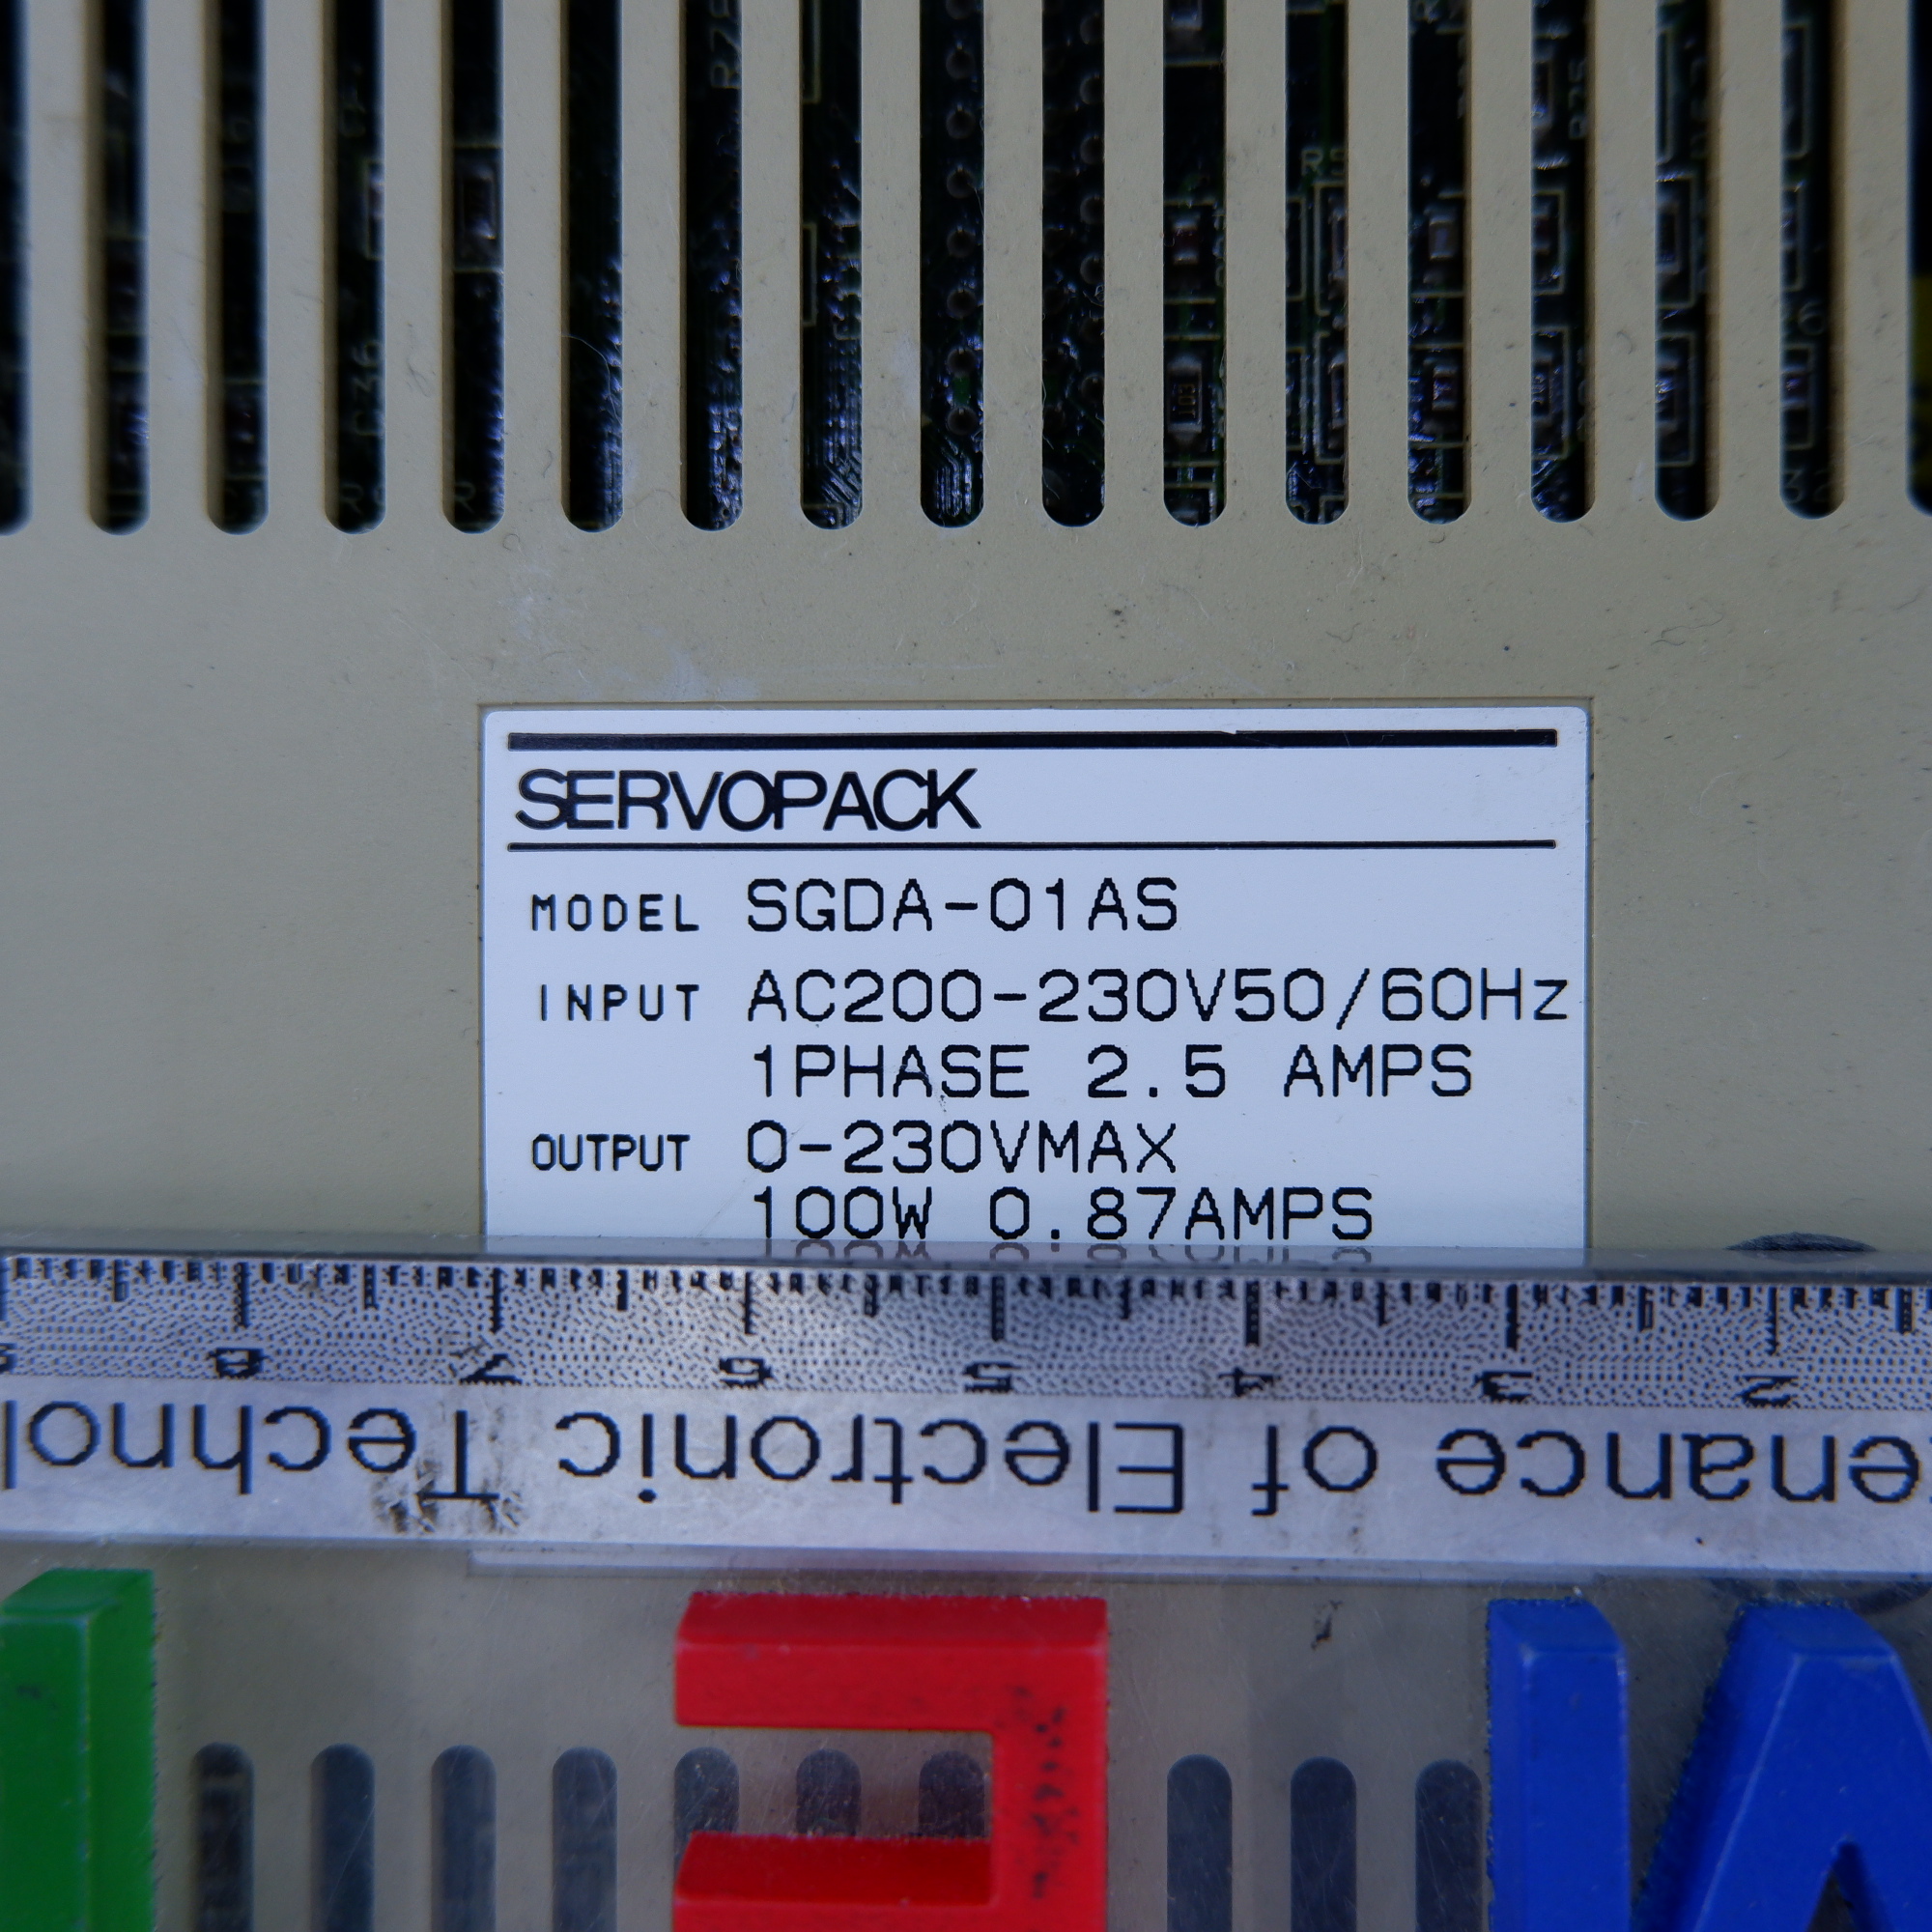 SERVOPACK
MODEL SGDA-01AS
INPUT AC200-230V50/60Hz
1PHASE 2.5 AMPS
OUTPUT 0-230VMAX
100W 0.87AMPS
8 7 6 5 4 3 2
enance of Electronic Technol